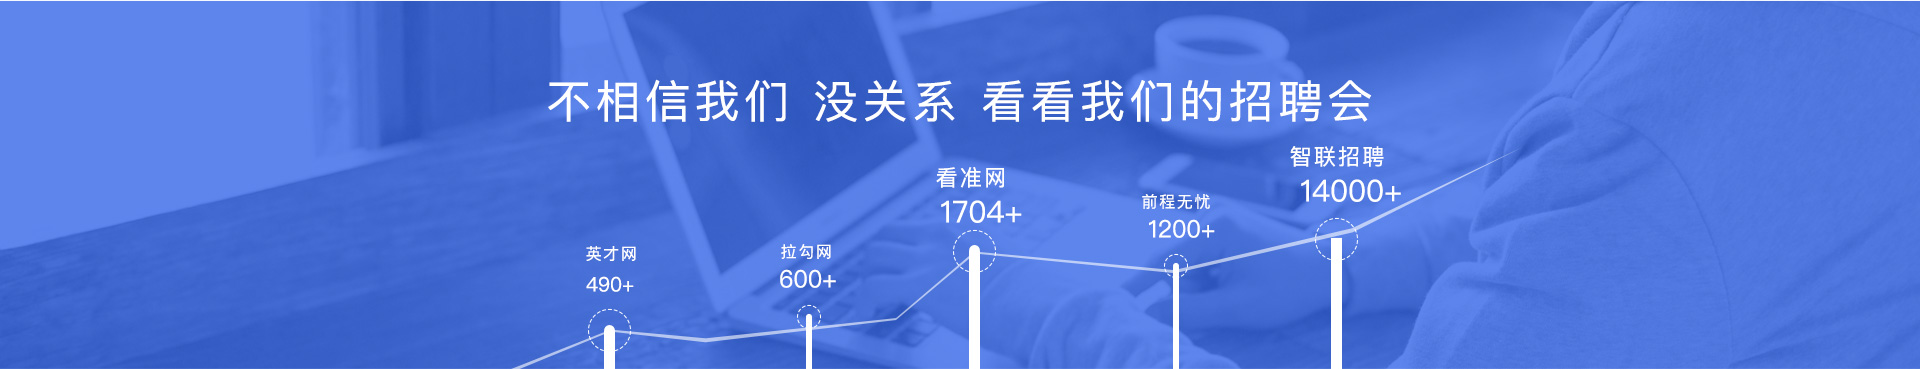 不相信我们 没关系 看看我们的招聘会
英才网
490+
拉勾网
600+
看准网
1704+
前程无忧
1200+
智联招聘
14000+